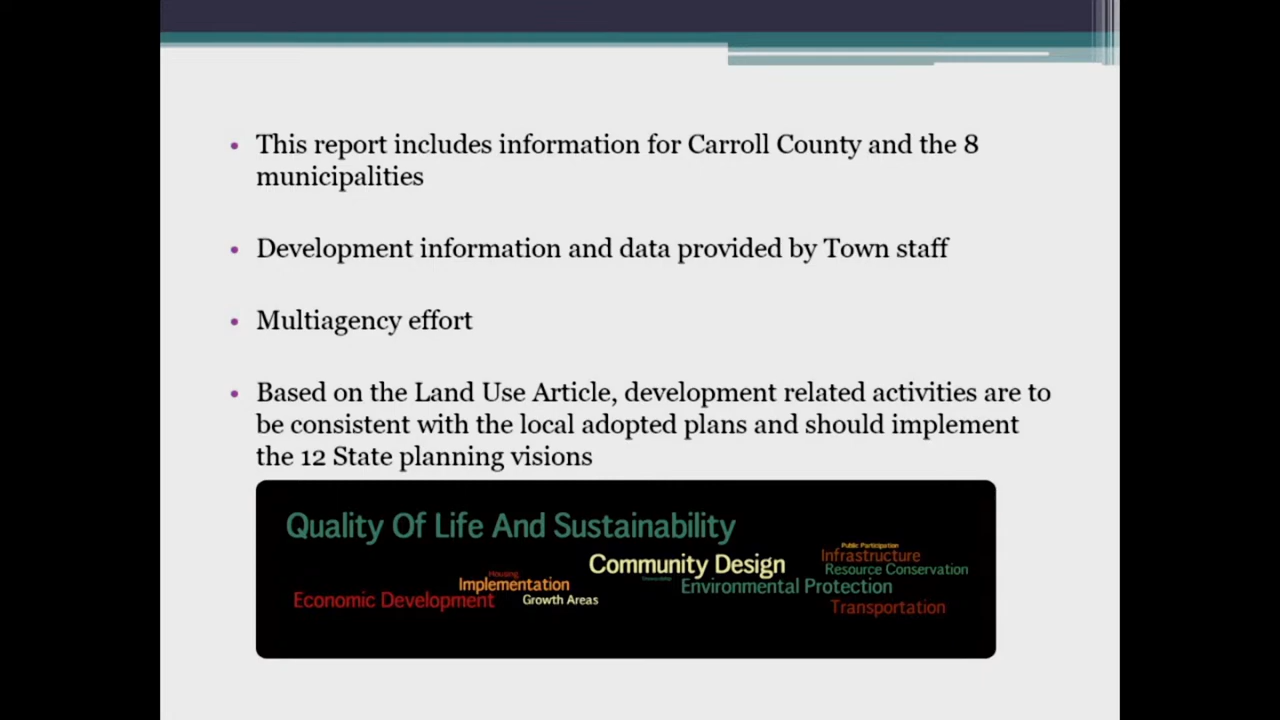 • This report includes information for Carroll County and the 8
municipalities
• Development information and data provided by Town staff
• Multiagency effort
• Based on the Land Use Article, development related activities are to
be consistent with the local adopted plans and should implement
the 12 State planning visions
Quality Of Life And Sustainability
Public Participation
Infrastructure
Community Design
Resource Conservation
Housing
Implementation
Environmental Protection
Economic Development
Growth Areas
Transportation